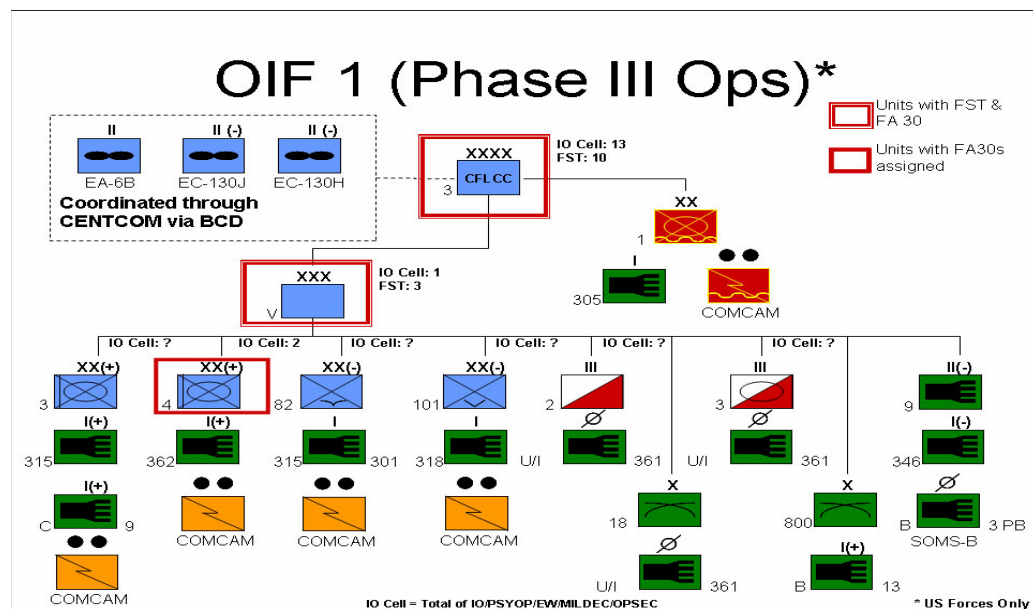 OIF 1 (Phase III Ops)*
Units with FST &
FA 30
Units with FA30s
assigned
II
II (-)
II (-)
EA-6B
EC-130J
EC-130H
Coordinated through
CENTCOM via BCD
XXXX
CFLCC
3
IO Cell: 13
FST: 10
XX
1
I
305
COMCAM
XXX
V
IO Cell: 1
FST: 3
IO Cell: ?
IO Cell: 2
IO Cell: ?
IO Cell: ?
IO Cell: ?
IO Cell: ?
XX(+)
XX(+)
XX(-)
XX(-)
III
III
II(-)
3
4
82
101
2
3
9
I(+)
I(+)
I
I
I(-)
315
362
315
301
318
U/I
361
U/I
361
346
I(+)
C
9
COMCAM
COMCAM
COMCAM
COMCAM
X
18
X
800
B
3 PB
SOMS-B
U/I
361
I(+)
B
13
IO Cell = Total of IO/PSYOP/EW/MILDEC/OPSEC
* US Forces Only